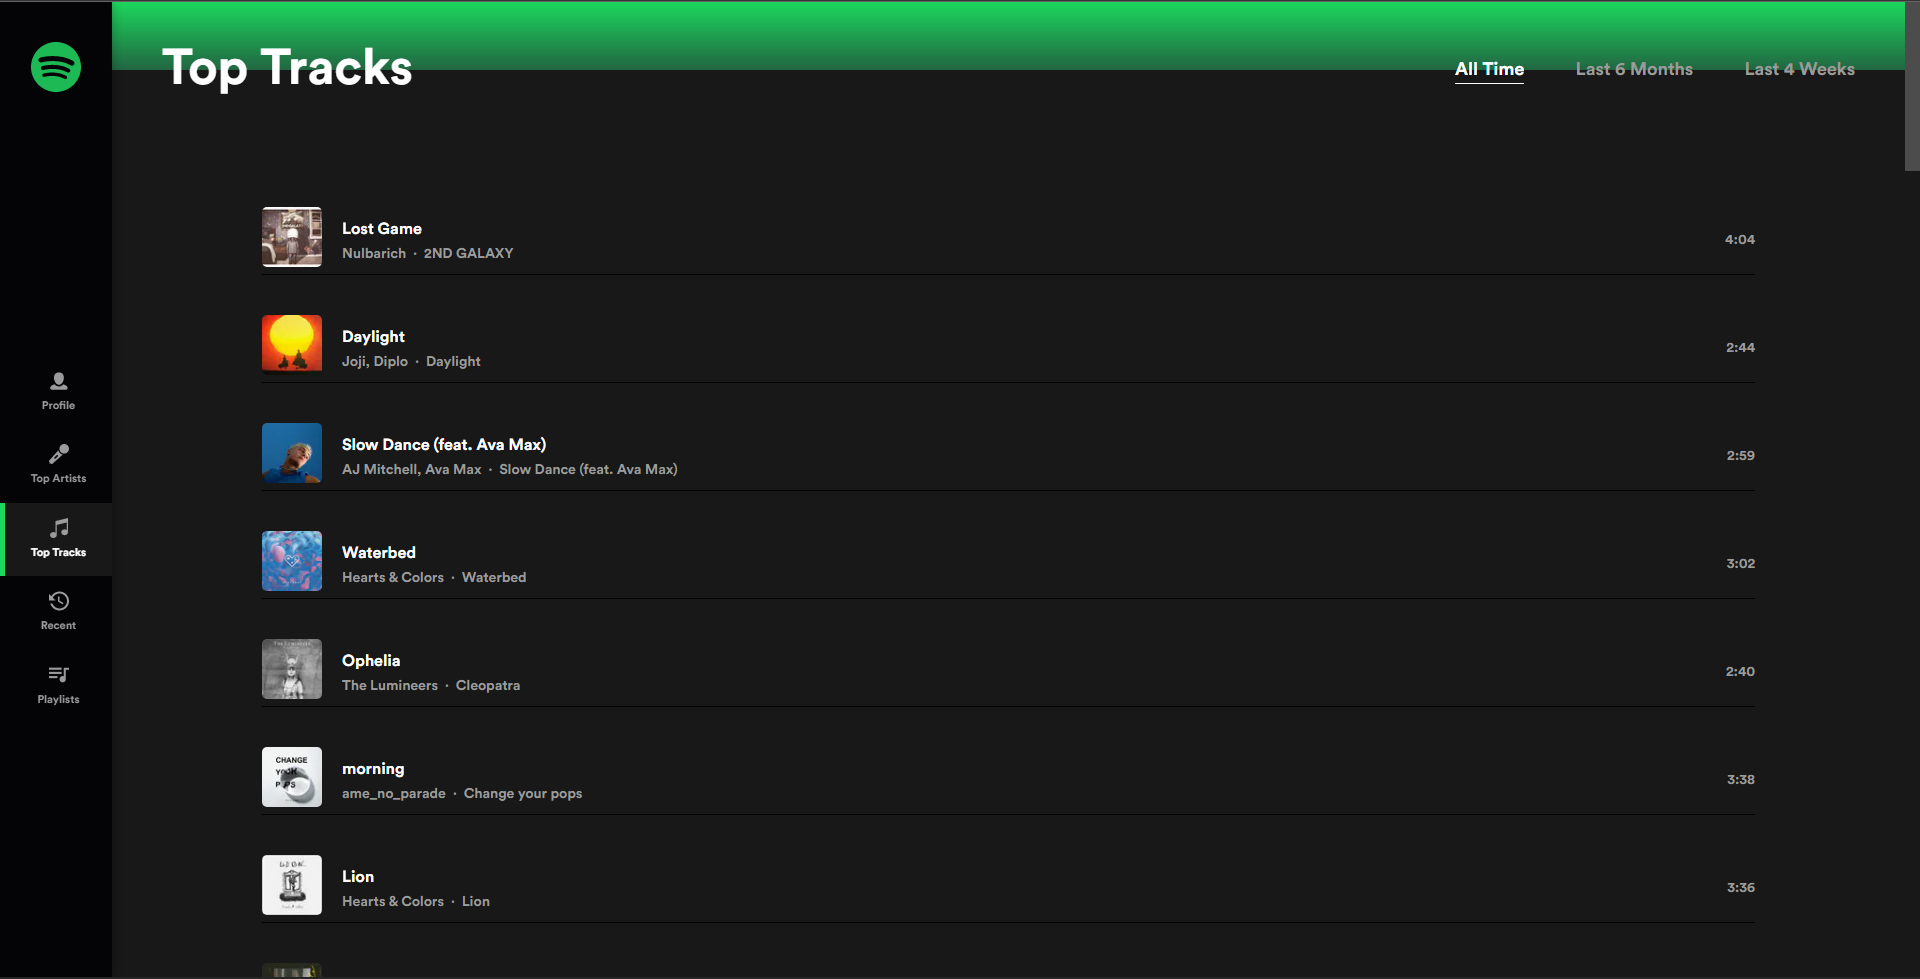 Top Tracks
All Time
Last 6 Months
Last 4 Weeks
Profile
Top Artists
Top Tracks
Recent
Playlists
Lost Game
Nulbarich · 2ND GALAXY
4:04
Daylight
Joji, Diplo · Daylight
2:44
Slow Dance (feat. Ava Max)
AJ Mitchell, Ava Max · Slow Dance (feat. Ava Max)
2:59
Waterbed
Hearts & Colors · Waterbed
3:02
Ophelia
The Lumineers · Cleopatra
2:40
CHANGE
morning
ame_no_parade · Change your pops
3:38
Lion
Hearts & Colors · Lion
3:36